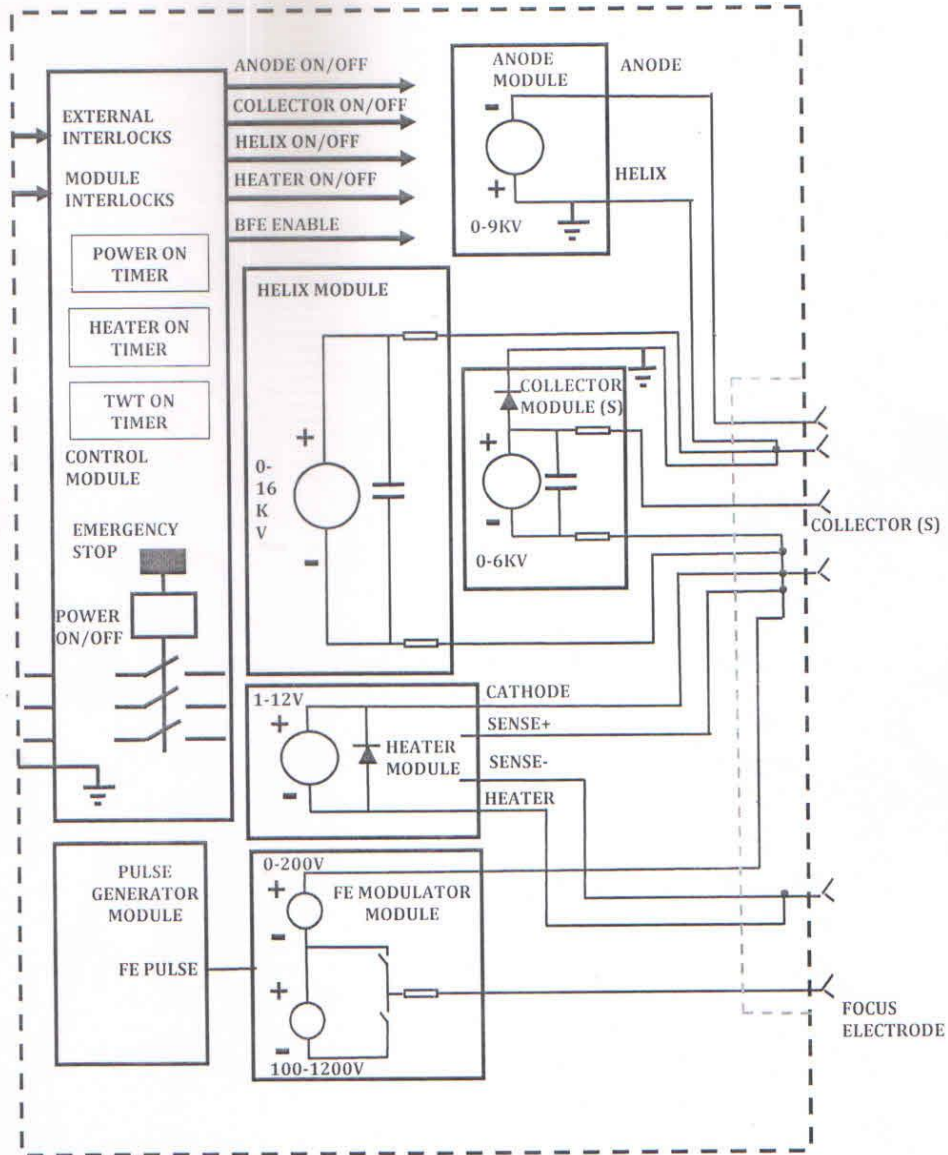 ANODE ON/OFF
COLLECTOR ON/OFF
HELIX ON/OFF
HEATER ON/OFF
BFE ENABLE
EXTERNAL
INTERLOCKS
MODULE
INTERLOCKS
POWER ON
TIMER
HEATER ON
TIMER
TWT ON
TIMER
CONTROL
MODULE
EMERGENCY
STOP
POWER
ON/OFF
ANODE
MODULE
-
+
0-9KV
ANODE
HELIX
HELIX MODULE
+
0-
16
K
V
-
COLLECTOR
MODULE (S)
+
-
0-6KV
COLLECTOR (S)
1-12V
+
-
HEATER
MODULE
CATHODE
SENSE+
SENSE-
HEATER
PULSE
GENERATOR
MODULE
FE PULSE
0-200V
+
-
FE MODULATOR
MODULE
+
-
100-1200V
FOCUS
ELECTRODE